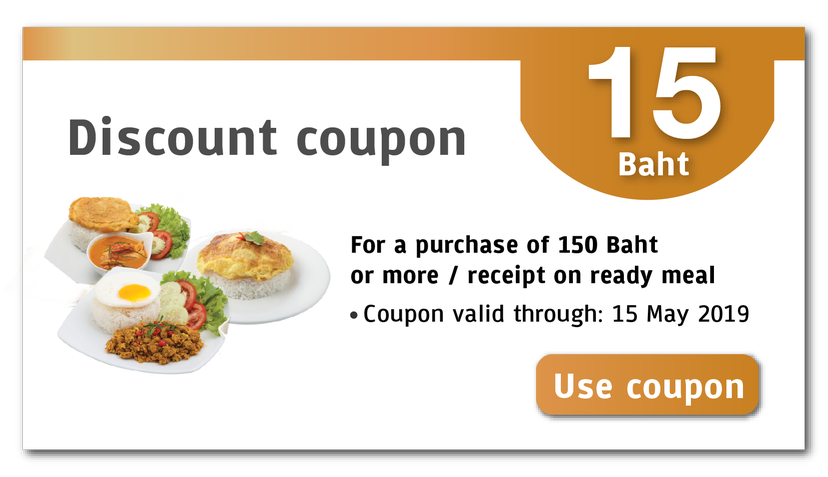 15
Baht
Discount coupon
For a purchase of 150 Baht
or more / receipt on ready meal
• Coupon valid through: 15 May 2019
Use coupon